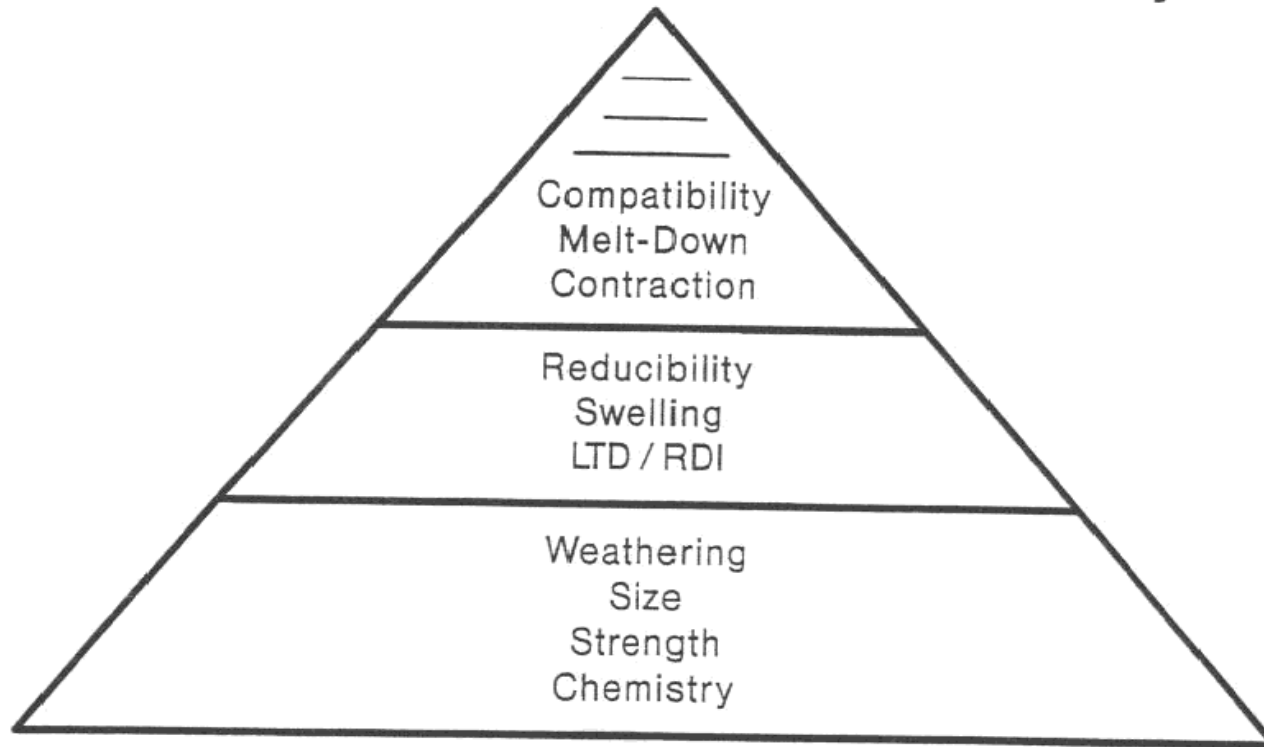 Compatibility
Melt-Down
Contraction
Reducibility
Swelling
LTD / RDI
Weathering
Size
Strength
Chemistry